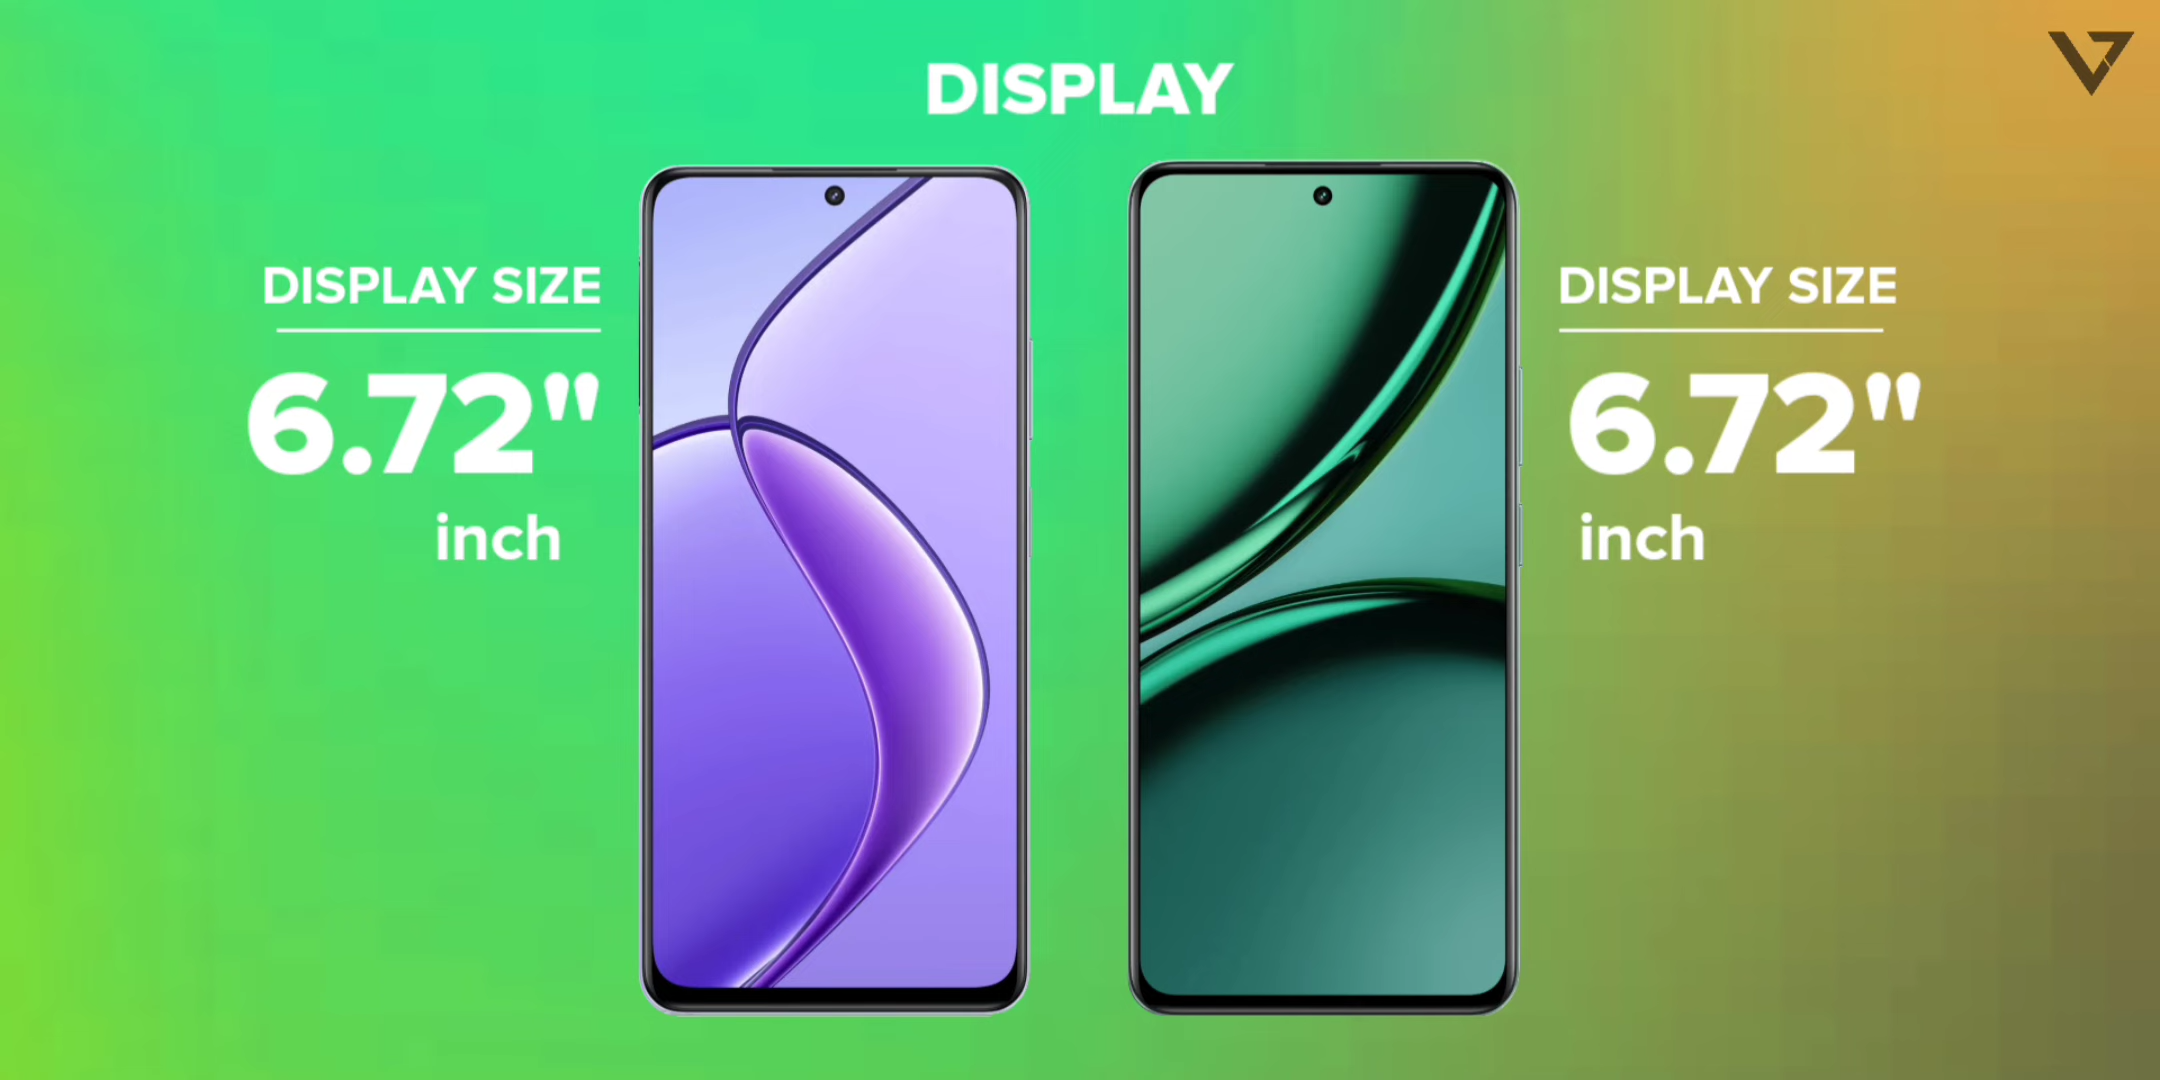 DISPLAY
DISPLAY SIZE
6.72"
inch
DISPLAY SIZE
6.72"
inch